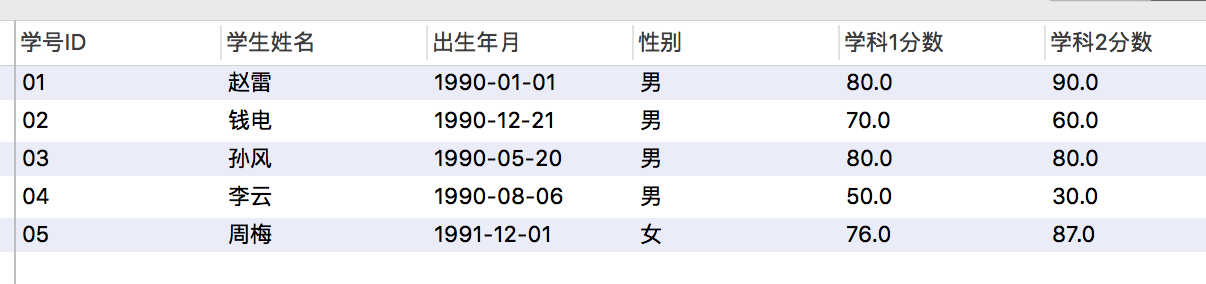 学号ID 学生姓名 出生年月 性别 学科1分数 学科2分数
01 赵雷 1990-01-01 男 80.0 90.0
02 钱电 1990-12-21 男 70.0 60.0
03 孙风 1990-05-20 男 80.0 80.0
04 李云 1990-08-06 男 50.0 30.0
05 周梅 1991-12-01 女 76.0 87.0